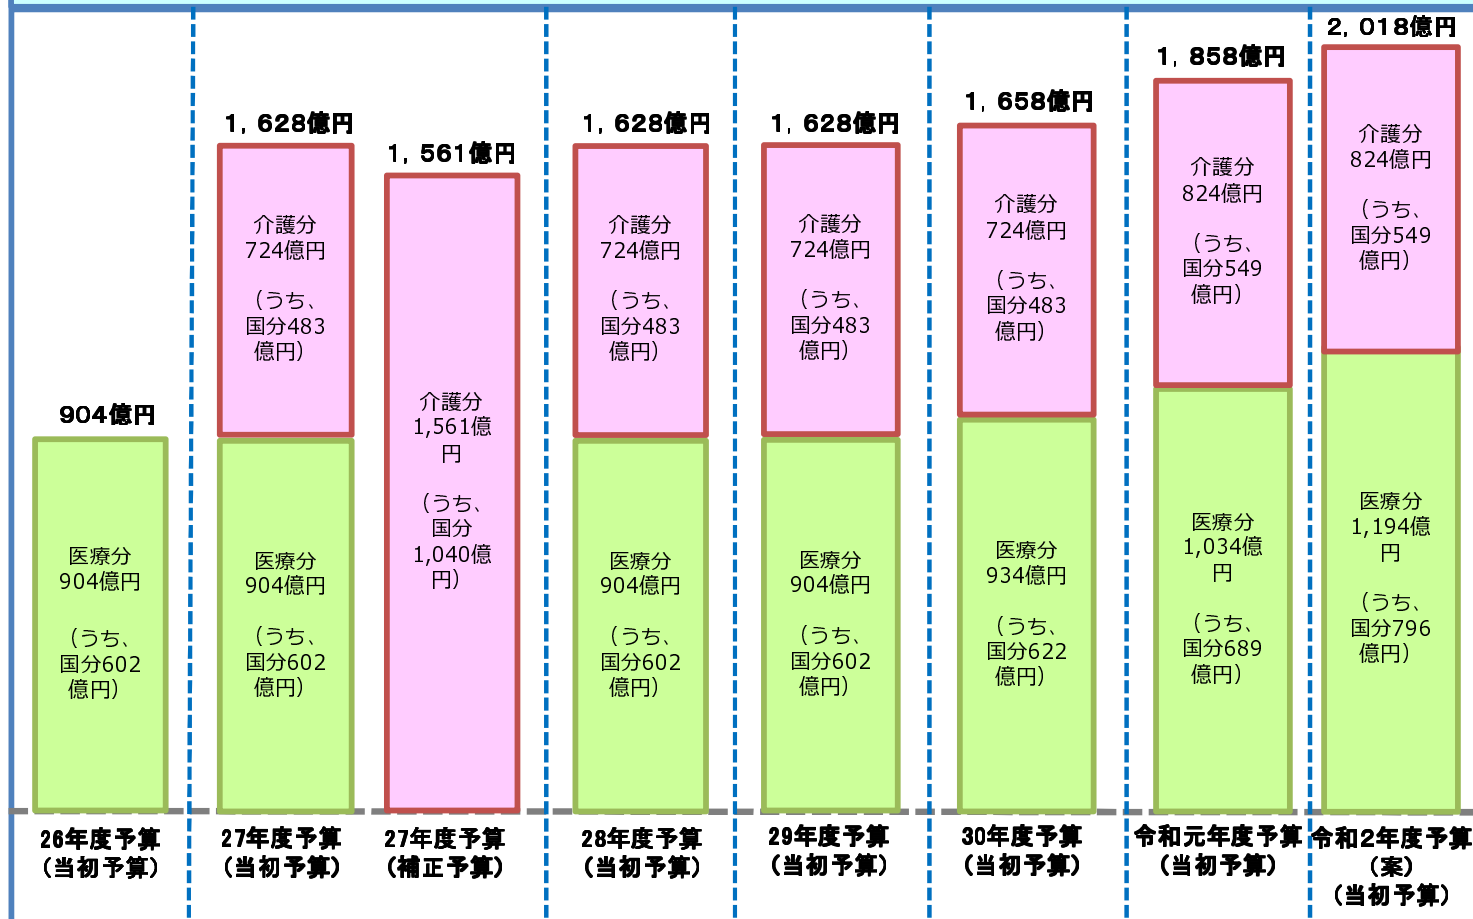 904億円
医療分
904億円
（うち、
国分602
億円）
26年度予算
（当初予算）
1，628億円
介護分
724億円
（うち、
国分483
億円）
医療分
904億円
（うち、
国分602
億円）
27年度予算
（当初予算）
1，561億円
介護分
1,561億
円
（うち、
国分
1,040億
円）
27年度予算
（補正予算）
1，628億円
介護分
724億円
（うち、
国分483
億円）
医療分
904億円
（うち、
国分602
億円）
28年度予算
（当初予算）
1，628億円
介護分
724億円
（うち、
国分483
億円）
医療分
904億円
（うち、
国分602
億円）
29年度予算
（当初予算）
1，658億円
介護分
724億円
（うち、
国分483
億円）
医療分
934億円
（うち、
国分622
億円）
30年度予算
（当初予算）
1，858億円
介護分
824億円
（うち、
国分549
億円）
医療分
1,034億
円
（うち、
国分689
億円）
令和元年度予算
（当初予算）
2，018億円
介護分
824億円
（うち、
国分549
億円）
医療分
1,194億
円
（うち、
国分796
億円）
令和2年度予算
（案）
（当初予算）